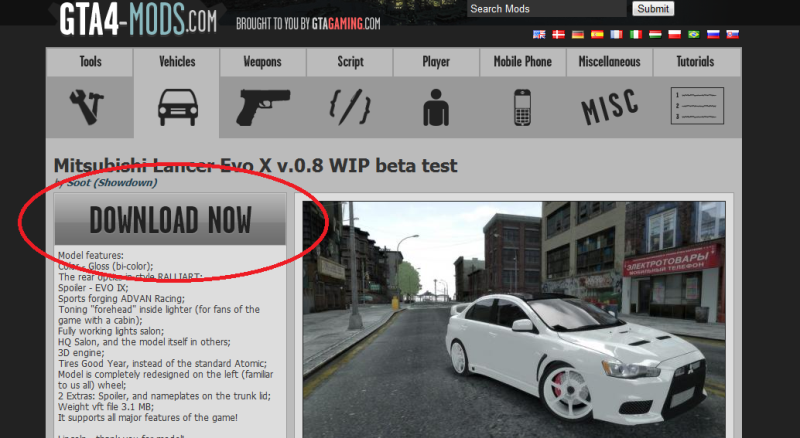 GTA4-MODS.COM
BROUGHT TO YOU BY GTAGAMING.COM
Search Mods
Submit
Tools
Vehicles
Weapons
Script
Player
Mobile Phone
Miscellaneous
Tutorials
MISC
1
2
3
Mitsubishi Lancer Evo X v.0.8 WIP beta test
by Soot (Showdown)
DOWNLOAD NOW
Model features:
Color - Gloss (bi-color);
The rear optics in style RALLIART;
Spoiler - EVO IX;
Sports forging ADVAN Racing;
Toning "forehead" inside lighter (for fans of the
game with a cabin);
Fully working lights salon;
HQ Salon, and the model itself in others;
3D engine;
Tires Good Year, instead of the standard Atomic;
Model is completely redesigned on the left (familiar
to us all) wheel;
2 Extras: Spoiler, and nameplates on the trunk lid;
Weight vft file 3.1 MB;
It supports all major features of the game!
ЭЛЕКТРОТОВАРЫ
МОБИЛЬНЫЙ ТЕЛЕФОН